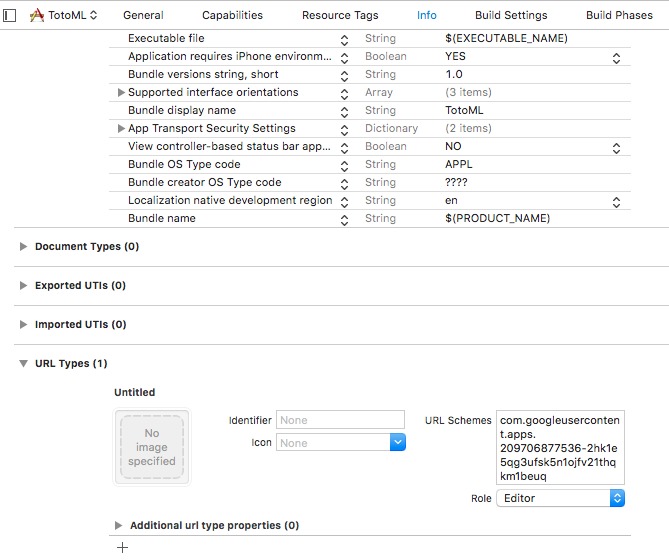 TotoML General Capabilities Resource Tags Info Build Settings Build Phases
Executable file String $(EXECUTABLE_NAME)
Application requires iPhone environm... Boolean YES
Bundle versions string, short String 1.0
Supported interface orientations Array (3 items)
Bundle display name String TotoML
App Transport Security Settings Dictionary (2 items)
View controller-based status bar app... Boolean NO
Bundle OS Type code String APPL
Bundle creator OS Type code String ????
Localization native development region String en
Bundle name String $(PRODUCT_NAME)
Document Types (0)
Exported UTIs (0)
Imported UTIs (0)
URL Types (1)
Untitled
No
image
specified
Identifier None
Icon None
URL Schemes
com.googleuserconten
t.apps.
209706877536-2hk1e
5qg3ufsk5n1ojfv21thq
km1beuq
Role Editor
Additional url type properties (0)